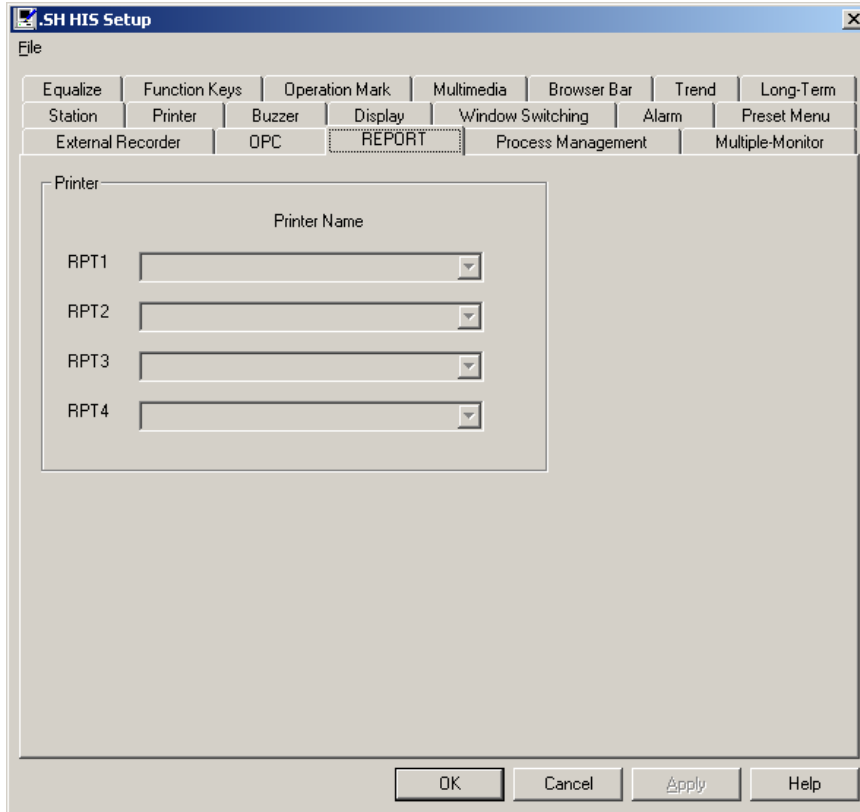 .SH HIS Setup
File
Equalize Function Keys Operation Mark Multimedia Browser Bar Trend Long-Term
Station Printer Buzzer Display Window Switching Alarm Preset Menu
External Recorder OPC REPORT Process Management Multiple-Monitor
Printer
Printer Name
RPT1
RPT2
RPT3
RPT4
OK Cancel Apply Help